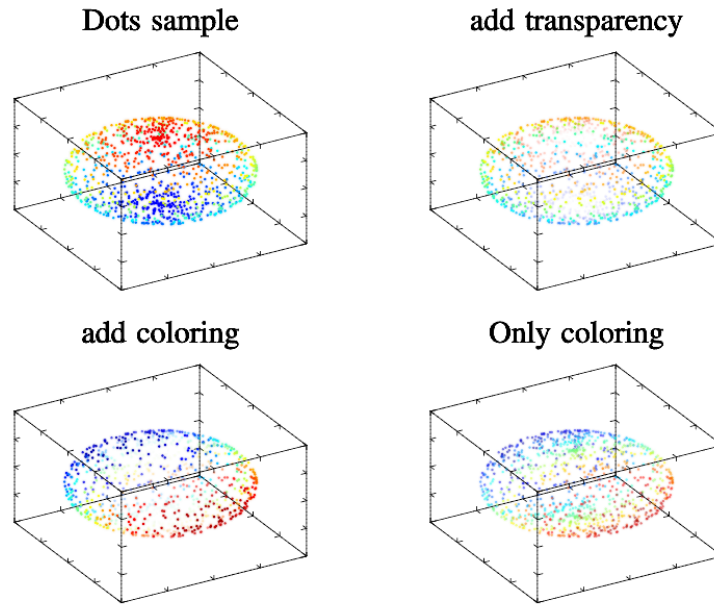 Dots sample
add transparency
add coloring
Only coloring